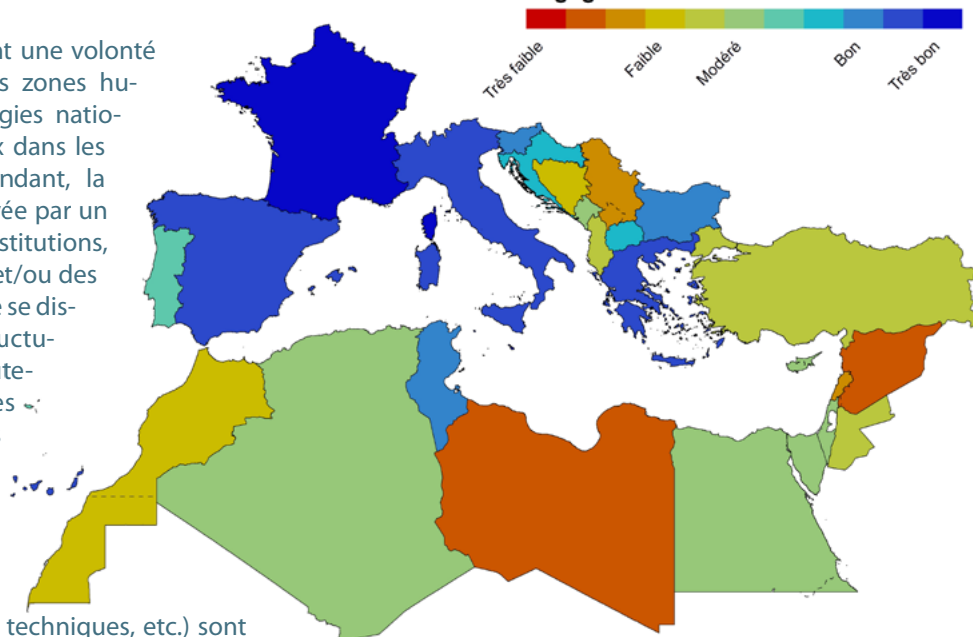 nt une volonté
s zones hu-
gies natio-
x dans les
ndant, la
ée par un
stitutions,
et/ou des
se dis-
uctu-
ute-
es
techniques, etc.) sont
Très faible
Faible
Modéré
Bon
Très bon